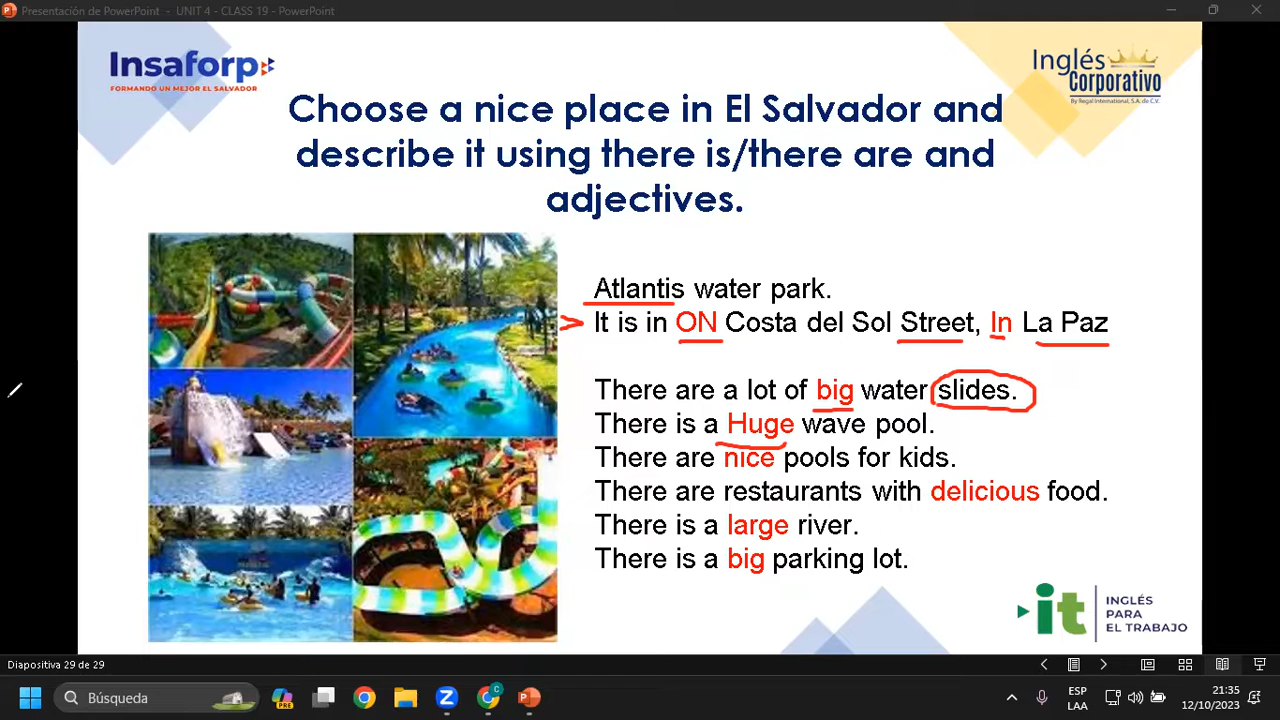 Presentación de PowerPoint - UNIT 4 - CLASS 19 - PowerPoint
Insaforp
FORMANDO UN MEJOR EL SALVADOR
Inglés
Corporativo
By Regal International, S.A. de C.V.
Choose a nice place in El Salvador and
describe it using there is/there are and
adjectives.
Atlantis water park.
> It is in ON Costa del Sol Street, In La Paz
There are a lot of big water slides.
There is a Huge wave pool.
There are nice pools for kids.
There are restaurants with delicious food.
There is a large river.
There is a big parking lot.
it
INGLÉS
PARA
EL TRABAJO
Diapositiva 29 de 29
Búsqueda
PRE
C
ESP
LAA
21:35
12/10/2023